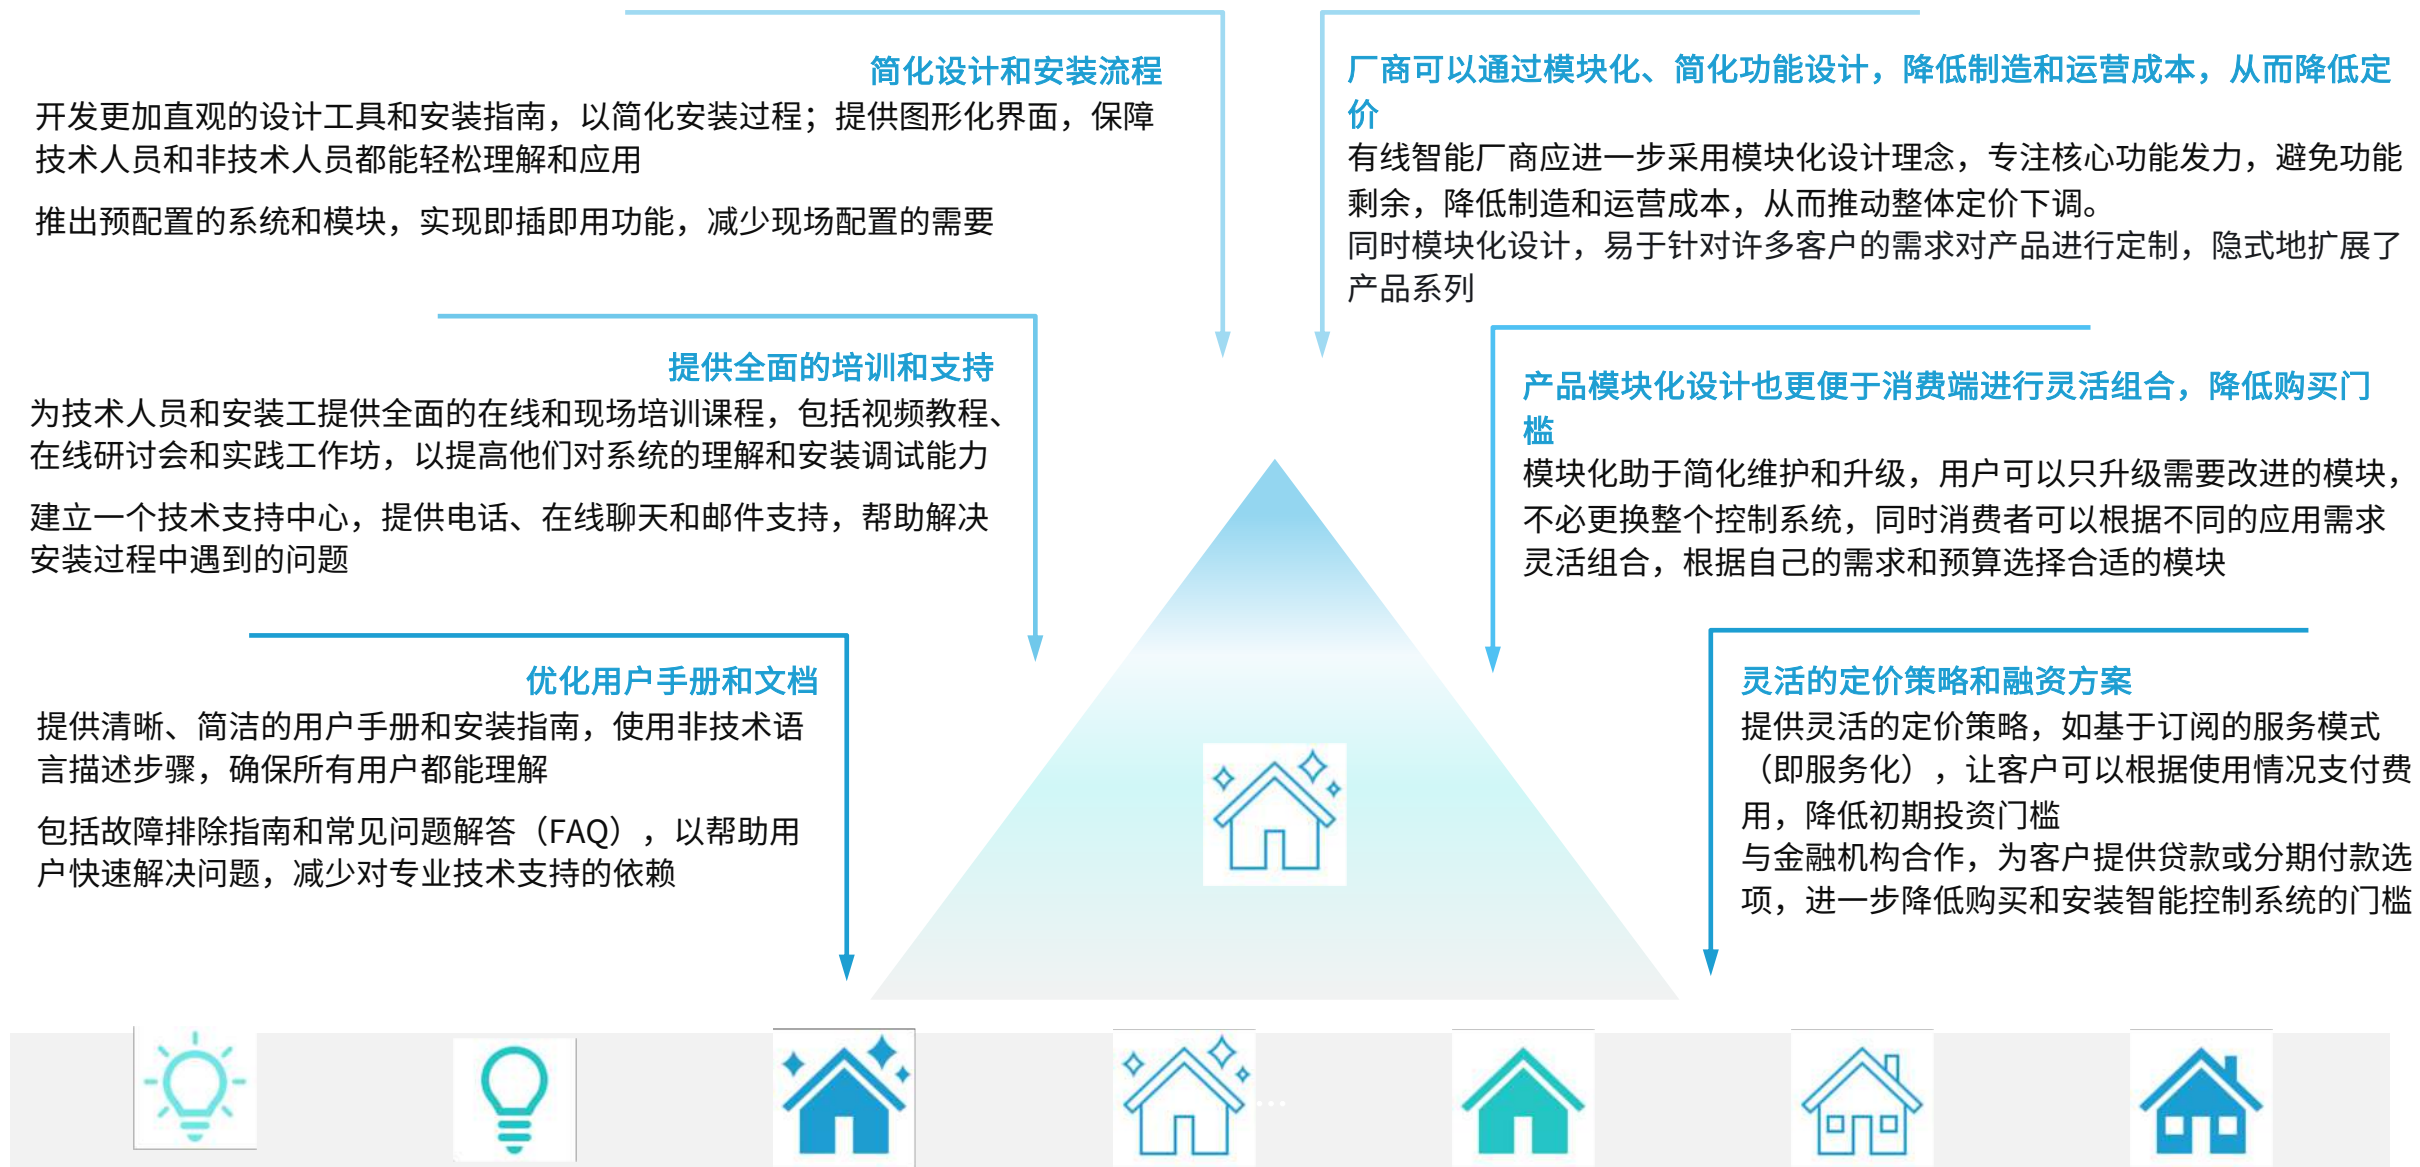 简化设计和安装流程
开发更加直观的设计工具和安装指南，以简化安装过程；提供图形化界面，保障
技术人员和非技术人员都能轻松理解和应用
推出预配置的系统和模块，实现即插即用功能，减少现场配置的需要
提供全面的培训和支持
为技术人员和安装工提供全面的在线和现场培训课程，包括视频教程、
在线研讨会和实践工作坊，以提高他们对系统的理解和安装调试能力
建立一个技术支持中心，提供电话、在线聊天和邮件支持，帮助解决
安装过程中遇到的问题
优化用户手册和文档
提供清晰、简洁的用户手册和安装指南，使用非技术语
言描述步骤，确保所有用户都能理解
包括故障排除指南和常见问题解答（FAQ），以帮助用
户快速解决问题，减少对专业技术支持的依赖
厂商可以通过模块化、简化功能设计，降低制造和运营成本，从而降低定
价
有线智能厂商应进一步采用模块化设计理念，专注核心功能发力，避免功能
剩余，降低制造和运营成本，从而推动整体定价下调。
同时模块化设计，易于针对许多客户的需求对产品进行定制，隐式地扩展了
产品系列
产品模块化设计也更便于消费端进行灵活组合，降低购买门
槛
模块化助于简化维护和升级，用户可以只升级需要改进的模块，
不必更换整个控制系统，同时消费者可以根据不同的应用需求
灵活组合，根据自己的需求和预算选择合适的模块
灵活的定价策略和融资方案
提供灵活的定价策略，如基于订阅的服务模式
（即服务化），让客户可以根据使用情况支付费
用，降低初期投资门槛
与金融机构合作，为客户提供贷款或分期付款选
项，进一步降低购买和安装智能控制系统的门槛
…